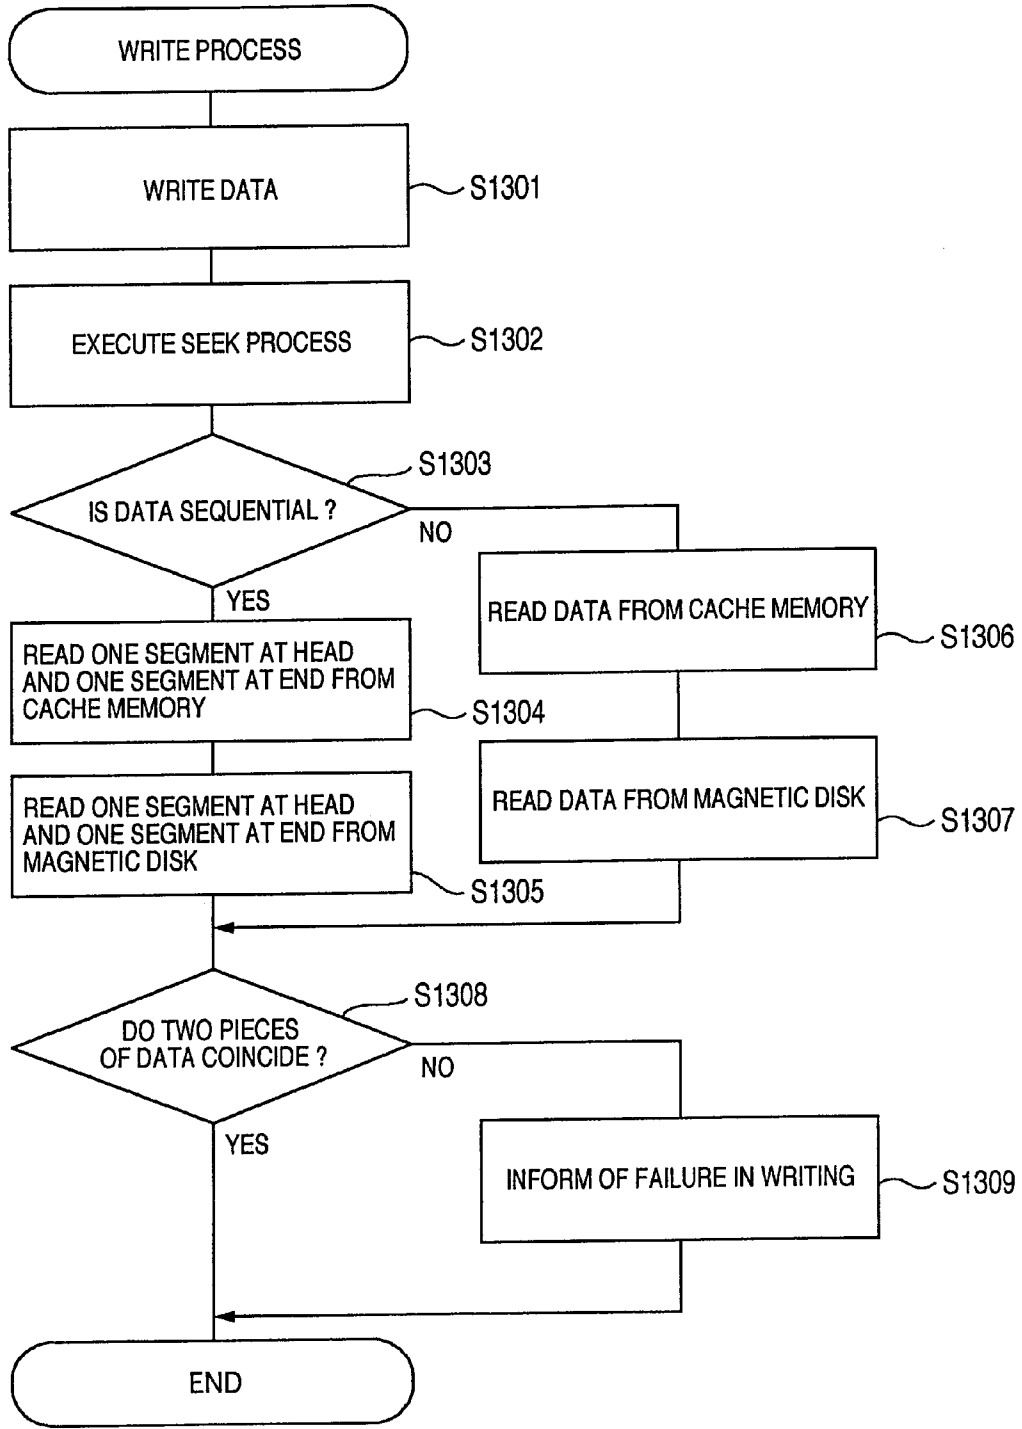 WRITE PROCESS
WRITE DATA
S1301
EXECUTE SEEK PROCESS
S1302
S1303
IS DATA SEQUENTIAL ?
NO
YES
READ DATA FROM CACHE MEMORY
S1306
READ ONE SEGMENT AT HEAD
AND ONE SEGMENT AT END FROM
CACHE MEMORY
S1304
READ DATA FROM MAGNETIC DISK
S1307
READ ONE SEGMENT AT HEAD
AND ONE SEGMENT AT END FROM
MAGNETIC DISK
S1305
S1308
DO TWO PIECES
OF DATA COINCIDE ?
NO
YES
INFORM OF FAILURE IN WRITING
S1309
END